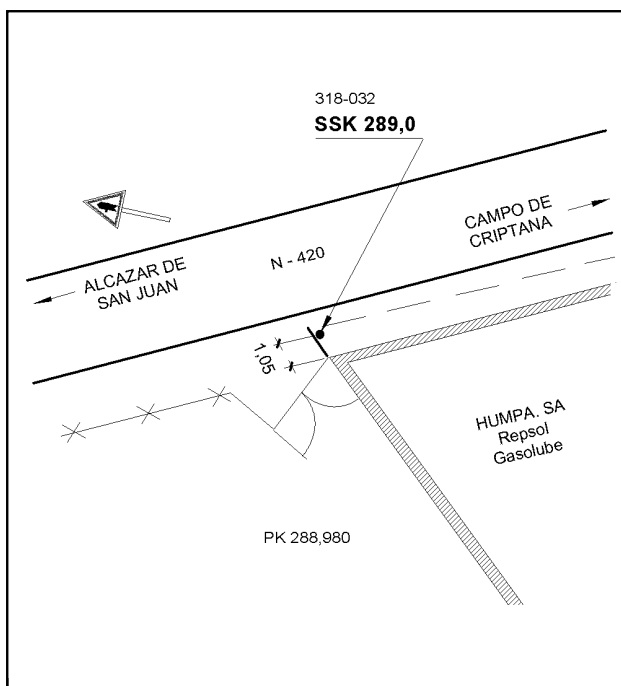 318-032
SSK 289,0
CAMPO DE
CRIPTANA
N - 420
ALCAZAR DE
SAN JUAN
1,05
HUMPA. SA
Repsol
Gasolube
PK 288,980